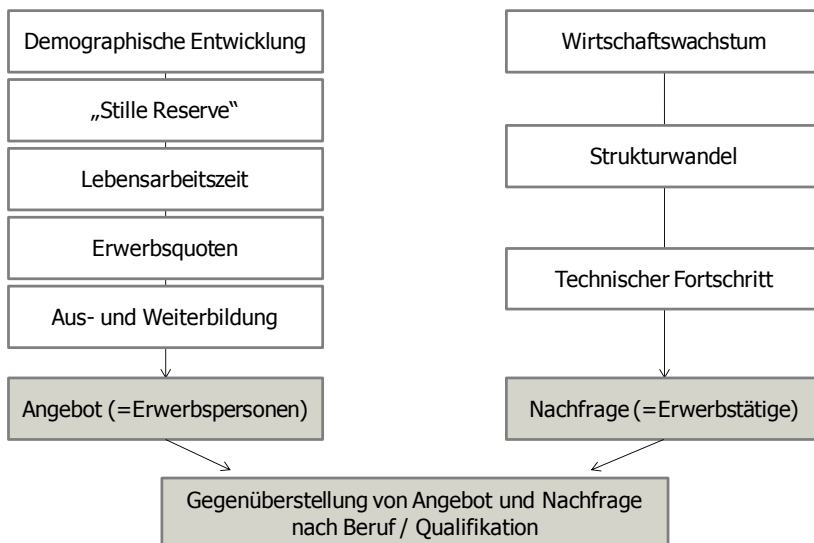 Demographische Entwicklung
„Stille Reserve“
Lebensarbeitszeit
Erwerbsquoten
Aus- und Weiterbildung
Angebot (=Erwerbspersonen)
Wirtschaftswachstum
Strukturwandel
Technischer Fortschritt
Nachfrage (=Erwerbstätige)
Gegenüberstellung von Angebot und Nachfrage
nach Beruf / Qualifikation